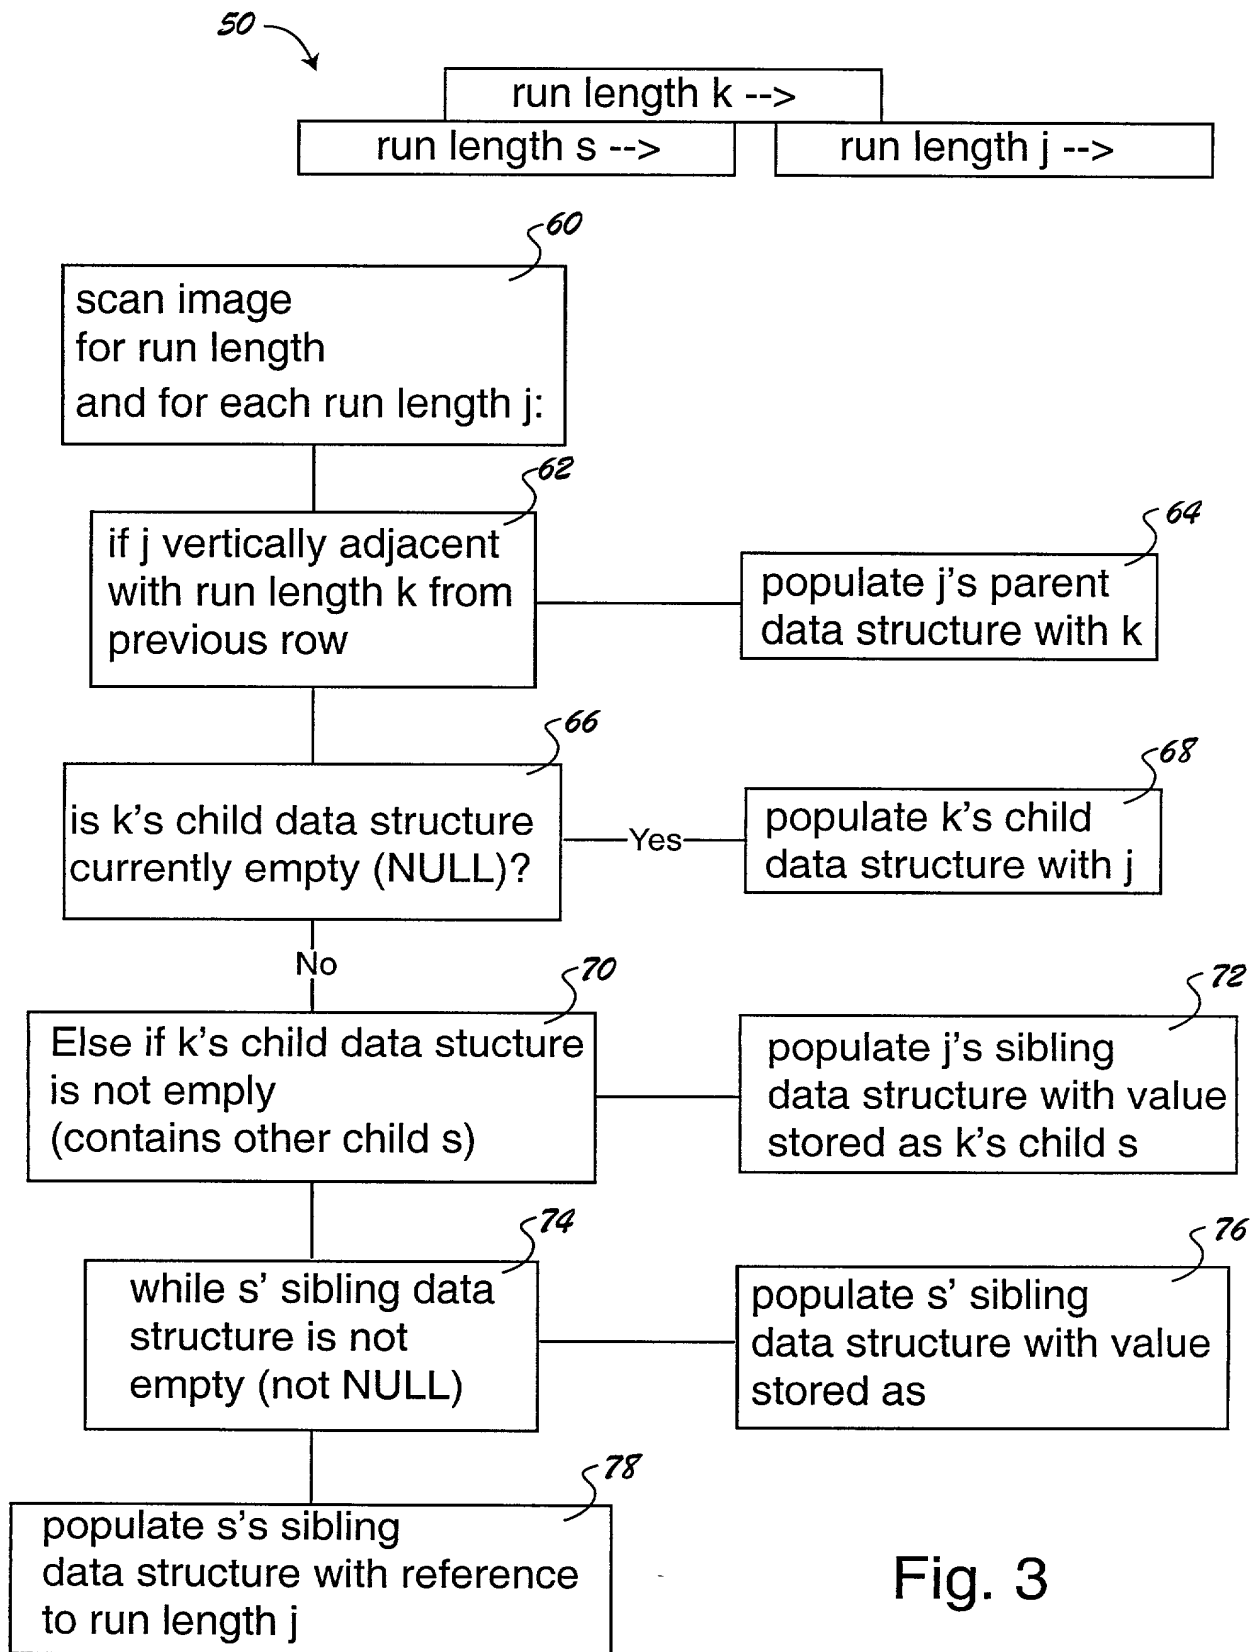 50
run length k -->
run length s -->
run length j -->
60
scan image
for run length
and for each run length j:
62
if j vertically adjacent
with run length k from
previous row
64
populate j's parent
data structure with k
66
is k's child data structure
currently empty (NULL)?
Yes
68
populate k's child
data structure with j
No
70
Else if k's child data stucture
is not emply
(contains other child s)
72
populate j's sibling
data structure with value
stored as k's child s
74
while s' sibling data
structure is not
empty (not NULL)
76
populate s' sibling
data structure with value
stored as
78
populate s's sibling
data structure with reference
to run length j
Fig. 3